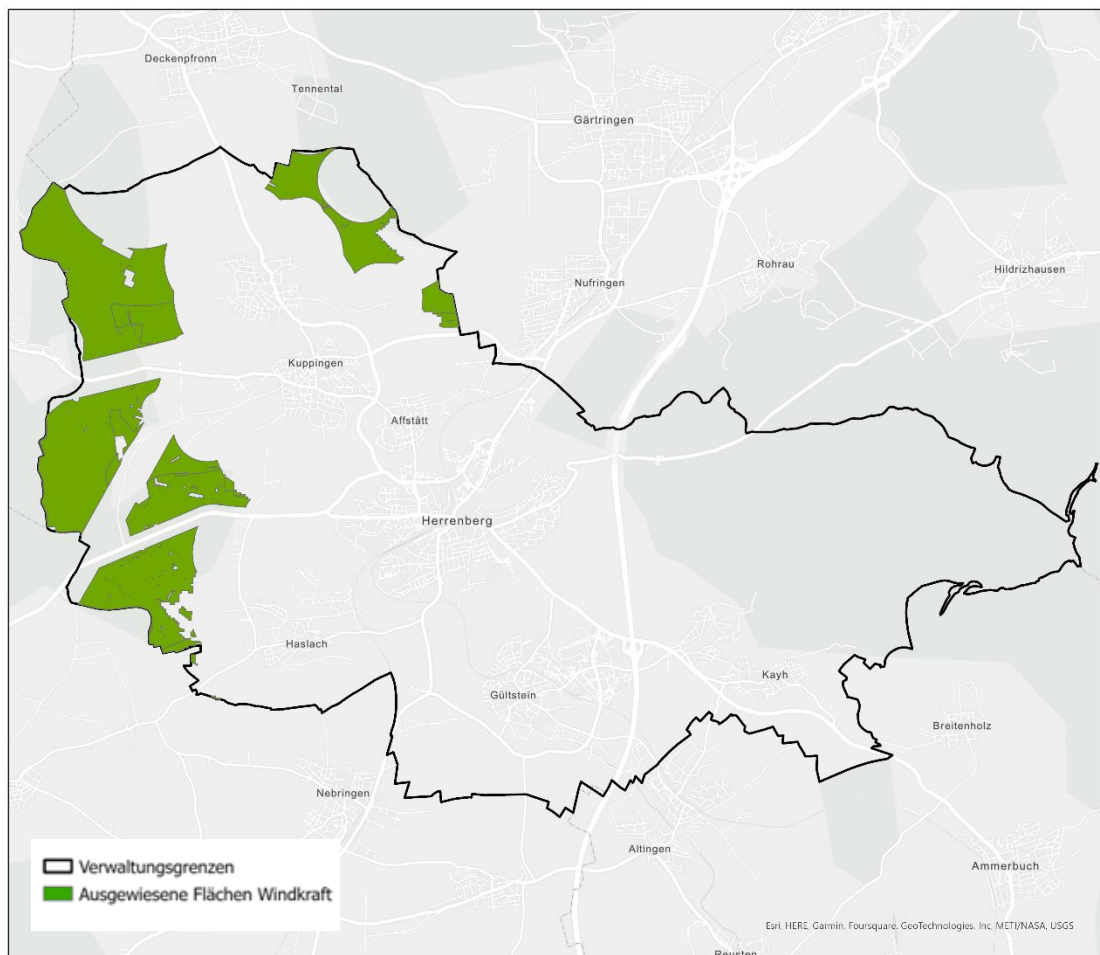 Deckenpfronn
Tennental
Gärtringen
Rohrau
Hildrizhausen
Nufringen
Kuppingen
Affstätt
Herrenberg
Haslach
Kayh
Gültstein
Breitenholz
Nebringen
Altingen
Ammerbuch
Verwaltungsgrenzen
Ausgewiesene Flächen Windkraft
Esri, HERE, Garmin, Foursquare, GeoTechnologies, Inc, METI/NASA, USGS
Reusten